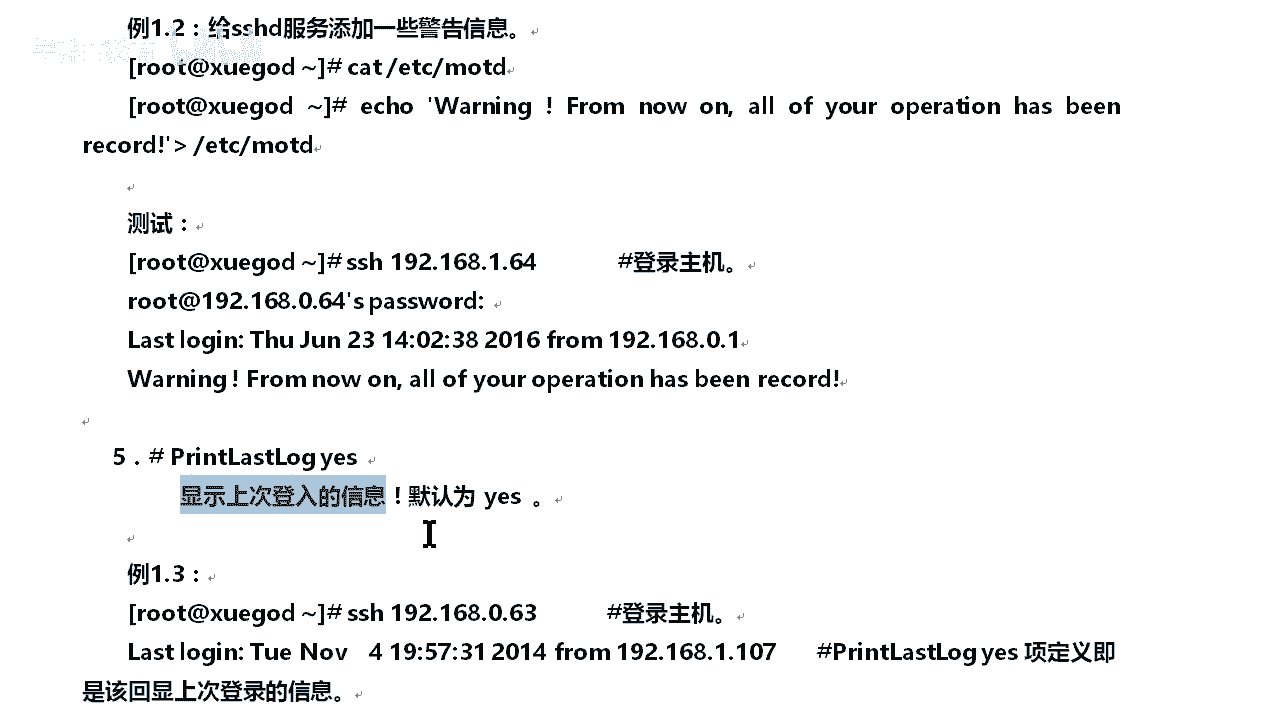 例1.2：给sshd服务添加一些警告信息。
[root@xuegod ~]# cat /etc/motd
[root@xuegod ~]# echo 'Warning ! From now on, all of your operation has been
record!'> /etc/motd
测试：
[root@xuegod ~]# ssh 192.168.1.64 #登录主机。
root@192.168.0.64's password:
Last login: Thu Jun 23 14:02:38 2016 from 192.168.0.1
Warning ! From now on, all of your operation has been record!
5．# PrintLastLog yes
显示上次登入的信息！默认为 yes 。
例1.3：
[root@xuegod ~]# ssh 192.168.0.63 #登录主机。
Last login: Tue Nov 4 19:57:31 2014 from 192.168.1.107 #PrintLastLog yes 项定义即
是该回显上次登录的信息。